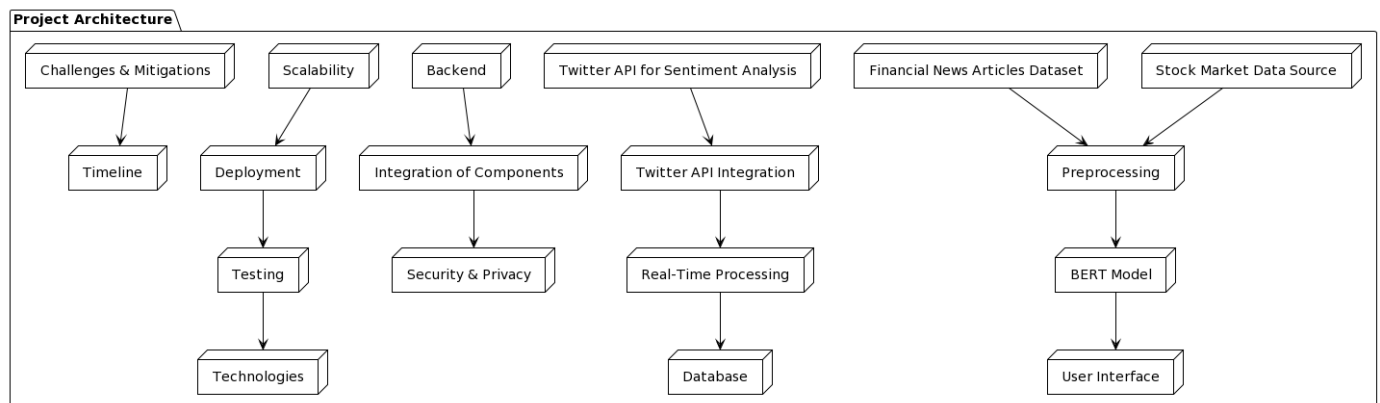 Project Architecture
Challenges & Mitigations
Scalability
Backend
Twitter API for Sentiment Analysis
Financial News Articles Dataset
Stock Market Data Source
Timeline
Deployment
Integration of Components
Twitter API Integration
Preprocessing
Testing
Security & Privacy
Real-Time Processing
BERT Model
Technologies
Database
User Interface